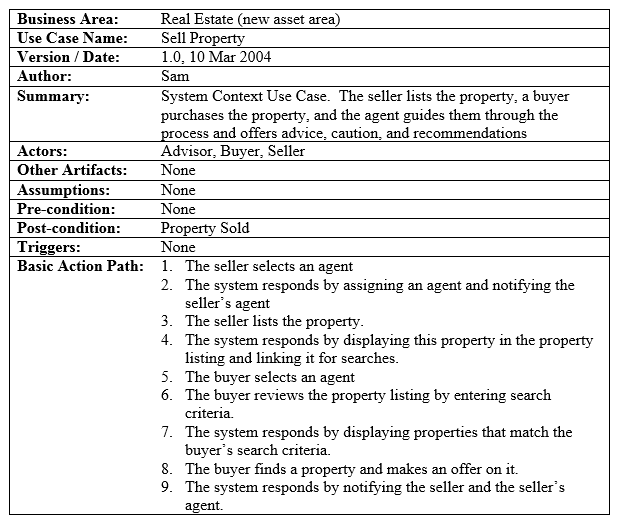 Business Area: Real Estate (new asset area)
Use Case Name: Sell Property
Version / Date: 1.0, 10 Mar 2004
Author: Sam
Summary: System Context Use Case.  The seller lists the property, a buyer
purchases the property, and the agent guides them through the
process and offers advice, caution, and recommendations
Actors: Advisor, Buyer, Seller
Other Artifacts: None
Assumptions: None
Pre-condition: None
Post-condition: Property Sold
Triggers: None
Basic Action Path: 1. The seller selects an agent
2. The system responds by assigning an agent and notifying the
seller's agent
3. The seller lists the property.
4. The system responds by displaying this property in the property
listing and linking it for searches.
5. The buyer selects an agent
6. The buyer reviews the property listing by entering search
criteria.
7. The system responds by displaying properties that match the
buyer's search criteria.
8. The buyer finds a property and makes an offer on it.
9. The system responds by notifying the seller and the seller's
agent.